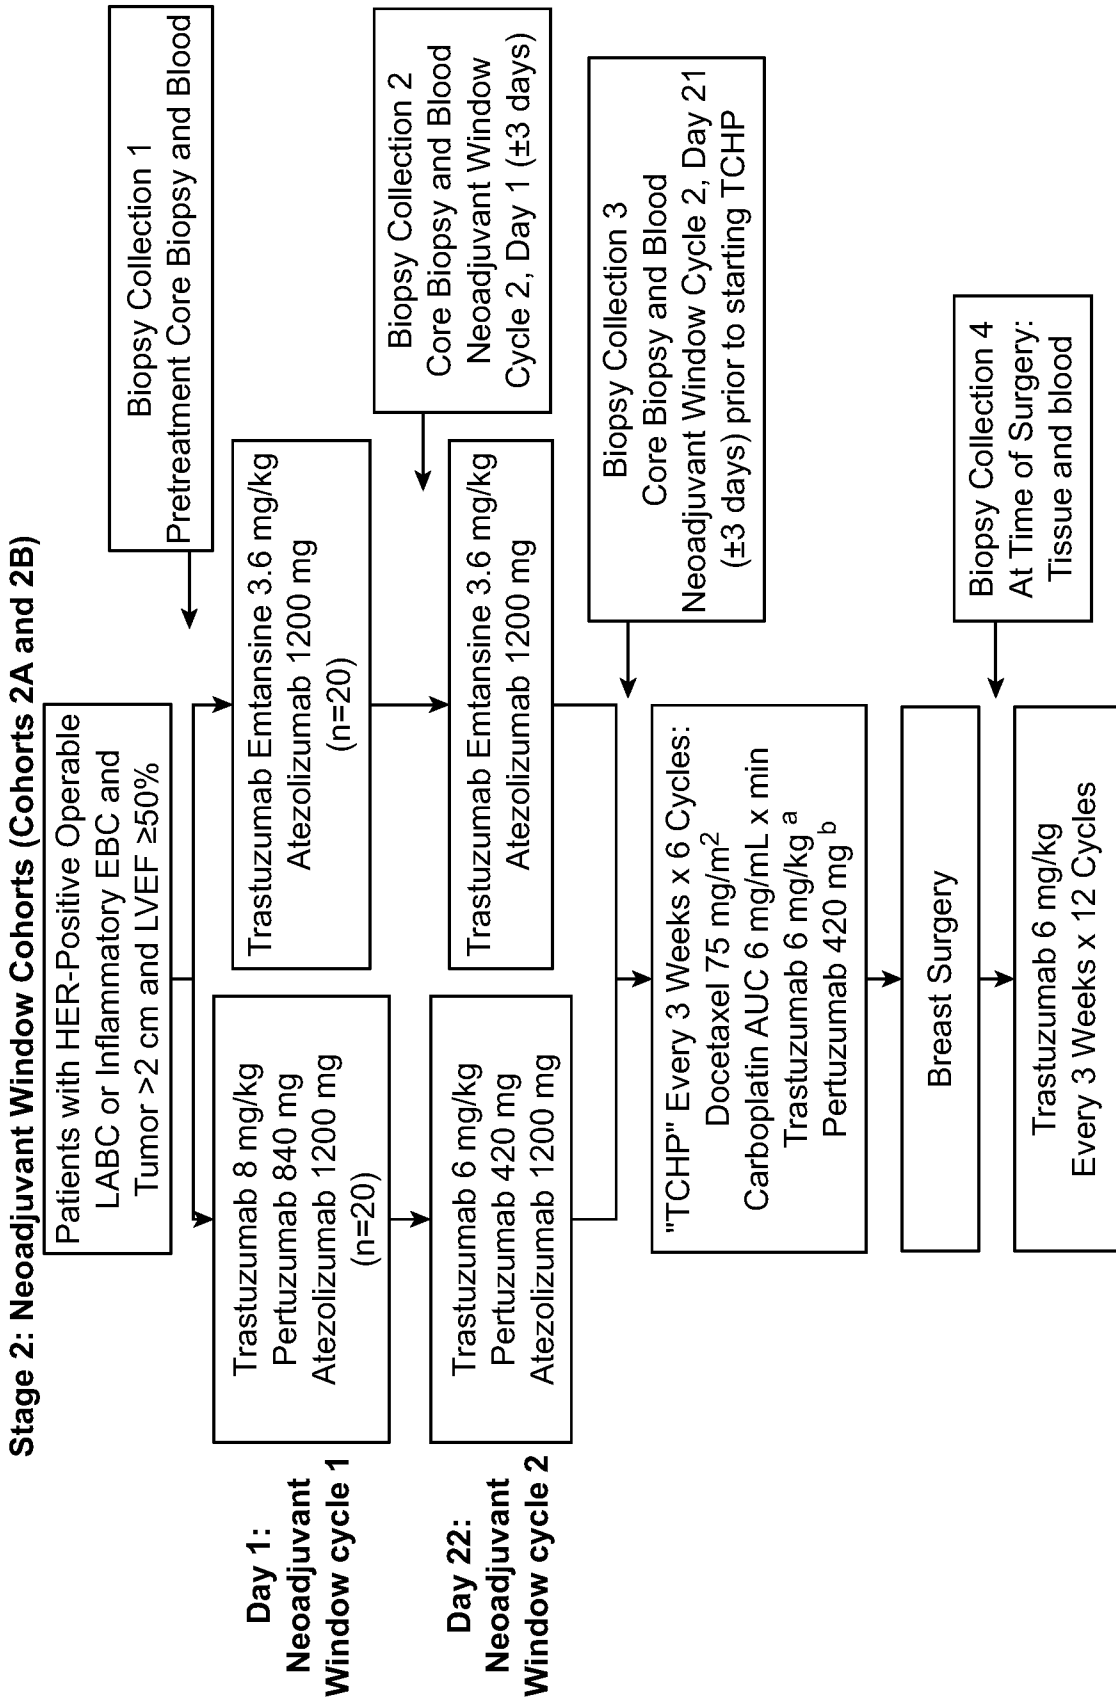 Stage 2: Neoadjuvant Window Cohorts (Cohorts 2A and 2B)
Patients with HER-Positive Operable
LABC or Inflammatory EBC and
Tumor >2 cm and LVEF ≥50%
Biopsy Collection 1
Pretreatment Core Biopsy and Blood
Day 1:
Neoadjuvant
Window cycle 1
Trastuzumab 8 mg/kg
Pertuzumab 840 mg
Atezolizumab 1200 mg
(n=20)
Trastuzumab Emtansine 3.6 mg/kg
Atezolizumab 1200 mg
(n=20)
Biopsy Collection 2
Core Biopsy and Blood
Neoadjuvant Window
Cycle 2, Day 1 (±3 days)
Day 22:
Neoadjuvant
Window cycle 2
Trastuzumab 6 mg/kg
Pertuzumab 420 mg
Atezolizumab 1200 mg
Trastuzumab Emtansine 3.6 mg/kg
Atezolizumab 1200 mg
Biopsy Collection 3
Core Biopsy and Blood
Neoadjuvant Window Cycle 2, Day 21
(±3 days) prior to starting TCHP
"TCHP" Every 3 Weeks x 6 Cycles:
Docetaxel 75 mg/m²
Carboplatin AUC 6 mg/mL x min
Trastuzumab 6 mg/kg a
Pertuzumab 420 mg b
Breast Surgery
Biopsy Collection 4
At Time of Surgery:
Tissue and blood
Trastuzumab 6 mg/kg
Every 3 Weeks x 12 Cycles